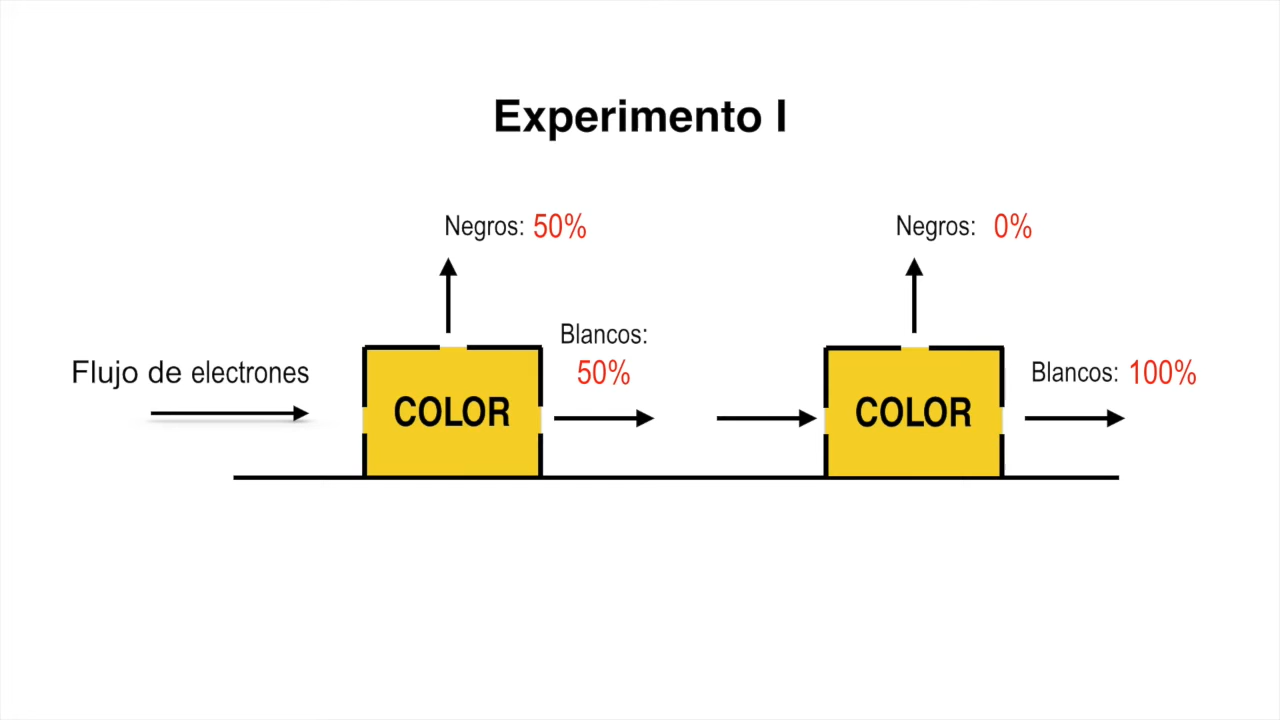 Experimento I
Negros: 50%
Negros: 0%
Blancos:
50%
Flujo de electrones
Blancos: 100%
COLOR
COLOR